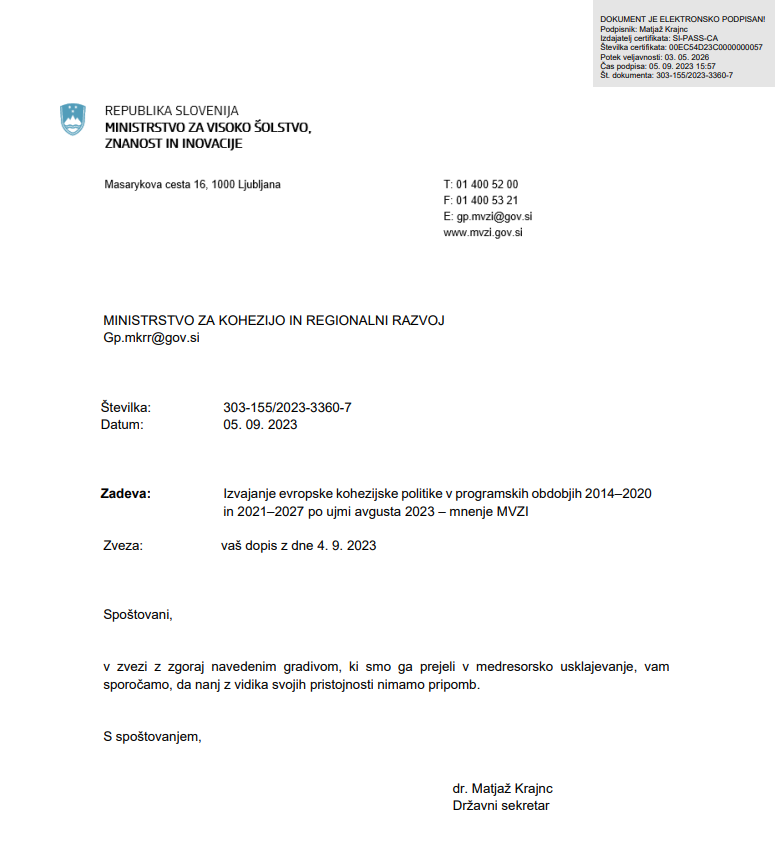 DOKUMENT JE ELEKTRONSKO PODPISAN!
Podpisnik: Matjaž Krajnc
Izdajatelj certifikata: SI-PASS-CA
Številka certifikata: 00EC54D23C0000000057
Potek veljavnosti: 03. 05. 2026
Čas podpisa: 05. 09. 2023 15:57
Št. dokumenta: 303-155/2023-3360-7
REPUBLIKA SLOVENIJA
MINISTRSTVO ZA VISOKO ŠOLSTVO,
ZNANOST IN INOVACIJE
Masarykova cesta 16, 1000 Ljubljana
T: 01 400 52 00
F: 01 400 53 21
E: gp.mvzi@gov.si
www.mvzi.gov.si
MINISTRSTVO ZA KOHEZIJO IN REGIONALNI RAZVOJ
Gp.mkrr@gov.si
Številka: 303-155/2023-3360-7
Datum: 05. 09. 2023
Zadeva: Izvajanje evropske kohezijske politike v programskih obdobjih 2014–2020
in 2021–2027 po ujmi avgusta 2023 – mnenje MVZI
Zveza: vaš dopis z dne 4. 9. 2023
Spoštovani,
v zvezi z zgoraj navedenim gradivom, ki smo ga prejeli v medresorsko usklajevanje, vam
sporočamo, da nanj z vidika svojih pristojnosti nimamo pripomb.
S spoštovanjem,
dr. Matjaž Krajnc
Državni sekretar